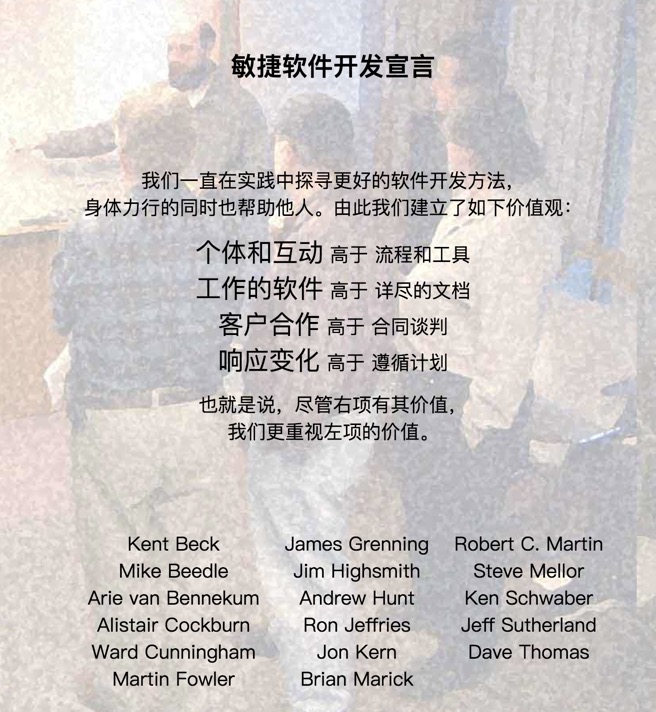 敏捷软件开发宣言
我们一直在实践中探寻更好的软件开发方法，
身体力行的同时也帮助他人。由此我们建立了如下价值观：
个体和互动 高于 流程和工具
工作的软件 高于 详尽的文档
客户合作 高于 合同谈判
响应变化 高于 遵循计划
也就是说，尽管右项有其价值，
我们更重视左项的价值。
Kent Beck
Mike Beedle
Arie van Bennekum
Alistair Cockburn
Ward Cunningham
Martin Fowler
James Grenning
Jim Highsmith
Andrew Hunt
Ron Jeffries
Jon Kern
Brian Marick
Robert C. Martin
Steve Mellor
Ken Schwaber
Jeff Sutherland
Dave Thomas